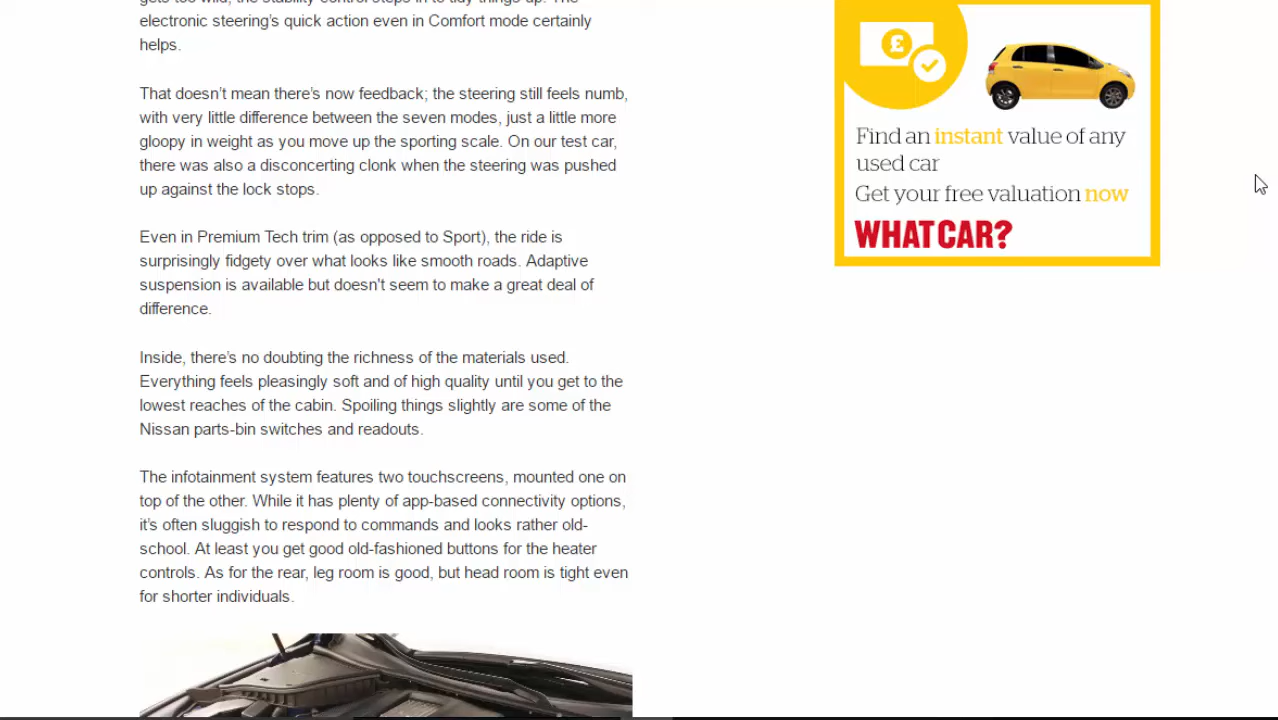 electronic steering’s quick action even in Comfort mode certainly
helps.
That doesn’t mean there’s now feedback; the steering still feels numb,
with very little difference between the seven modes, just a little more
gloopy in weight as you move up the sporting scale. On our test car,
there was also a disconcerting clonk when the steering was pushed
up against the lock stops.
Even in Premium Tech trim (as opposed to Sport), the ride is
surprisingly fidgety over what looks like smooth roads. Adaptive
suspension is available but doesn't seem to make a great deal of
difference.
Inside, there’s no doubting the richness of the materials used.
Everything feels pleasingly soft and of high quality until you get to the
lowest reaches of the cabin. Spoiling things slightly are some of the
Nissan parts-bin switches and readouts.
The infotainment system features two touchscreens, mounted one on
top of the other. While it has plenty of app-based connectivity options,
it’s often sluggish to respond to commands and looks rather old-
school. At least you get good old-fashioned buttons for the heater
controls. As for the rear, leg room is good, but head room is tight even
for shorter individuals.
£
Find an instant value of any
used car
Get your free valuation now
WHATCAR?